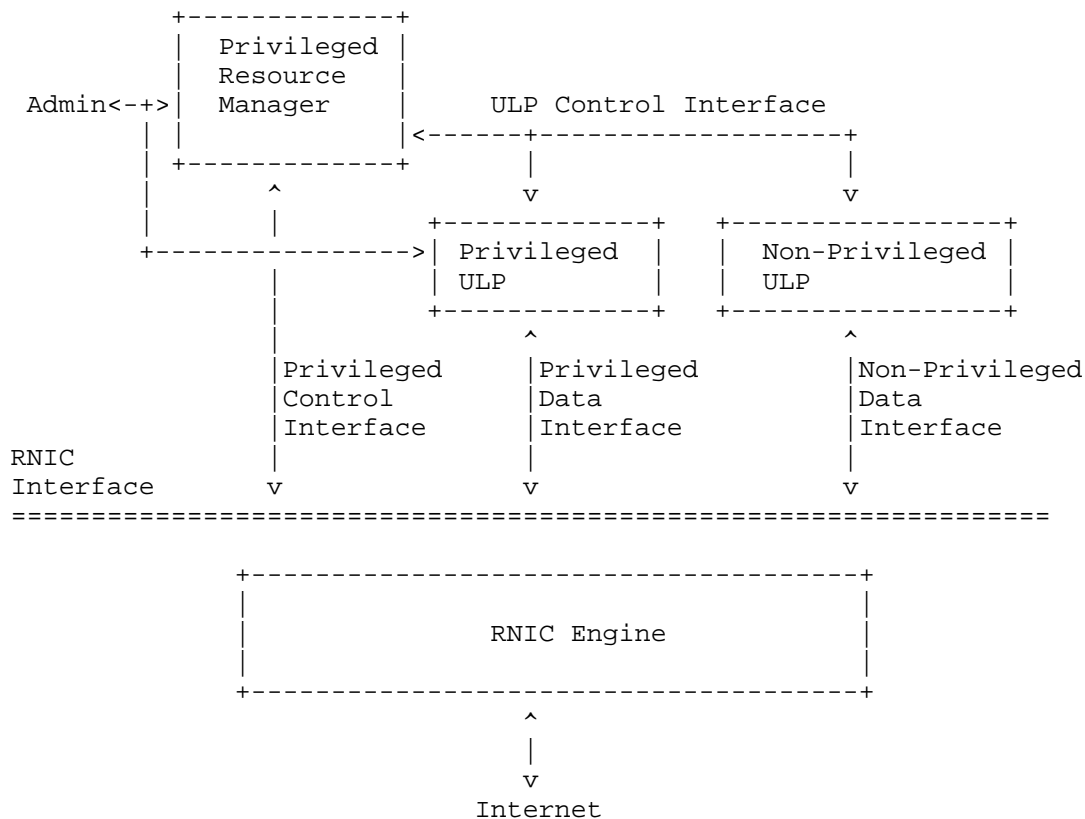 Privileged
Resource
Admin<-+>| Manager ULP Control Interface
Privileged Non-Privileged
ULP ULP
Privileged Privileged Non-Privileged
Control Data Data
Interface Interface Interface
RNIC
Interface
RNIC Engine
Internet